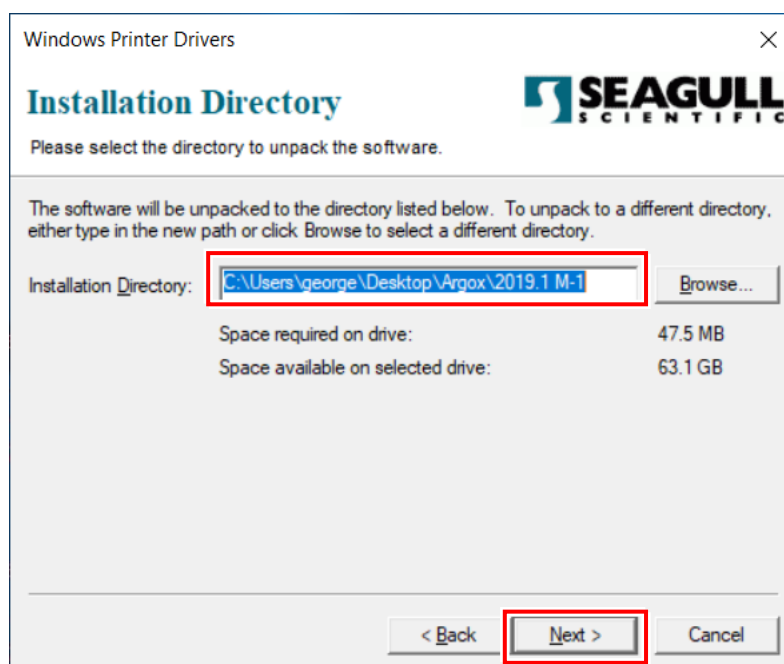 Windows Printer Drivers
Installation Directory
SEAGULL
SCIENTIFIC
Please select the directory to unpack the software.
The software will be unpacked to the directory listed below. To unpack to a different directory,
either type in the new path or click Browse to select a different directory.
Installation Directory: C:\Users\george\Desktop\Argox\2019.1 M-1 Browse...
Space required on drive: 47.5 MB
Space available on selected drive: 63.1 GB
< Back Next > Cancel